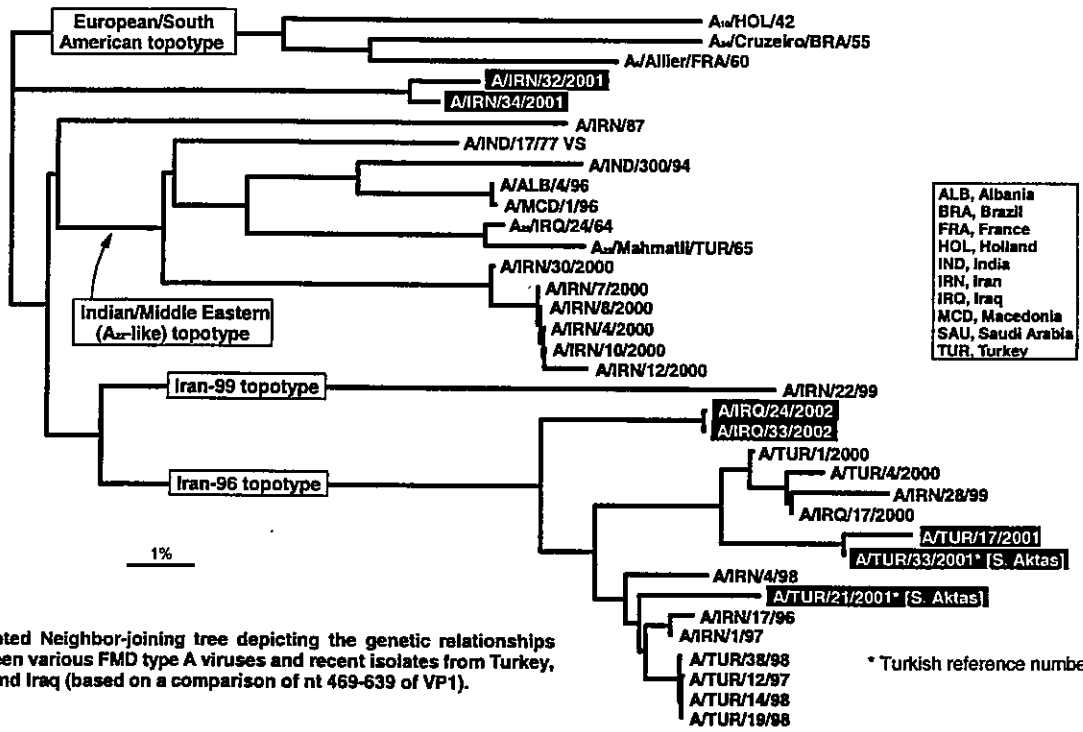 European/South
American topotype
A₁₀/HOL/42
A₂₄/Cruzeiro/BRA/55
/Allier/FRA/60
A/IRN/32/2001
A/IRN/34/2001
A/IRN/87
A/IND/17/77 VS
A/IND/300/94
A/ALB/4/96
A/MCD/1/96
A₂₂/IRQ/24/64
A₂₂/Mahmatli/TUR/65
A/IRN/30/2000
A/IRN/7/2000
A/IRN/8/2000
A/IRN/4/2000
A/IRN/10/2000
A/IRN/12/2000
Indian/Middle Eastern
(A₂₂-like) topotype
ALB, Albania
BRA, Brazil
FRA, France
HOL, Holland
IND, India
IRN, Iran
IRQ, Iraq
MCD, Macedonia
SAU, Saudi Arabia
TUR, Turkey
Iran-99 topotype
A/IRN/22/99
A/IRQ/24/2002
A/IRQ/33/2002
Iran-96 topotype
A/TUR/1/2000
A/TUR/4/2000
A/IRN/28/99
A/IRQ/17/2000
A/TUR/17/2001
A/TUR/33/2001* [S. Aktas]
1%
A/IRN/4/98
A/TUR/21/2001* [S. Aktas]
A/IRN/17/96
A/IRN/1/97
A/TUR/38/98
A/TUR/12/97
A/TUR/14/98
A/TUR/19/98
ted Neighbor-joining tree depicting the genetic relationships
een various FMD type A viruses and recent isolates from Turkey,
nd Iraq (based on a comparison of nt 469-639 of VP1).
* Turkish reference numbe